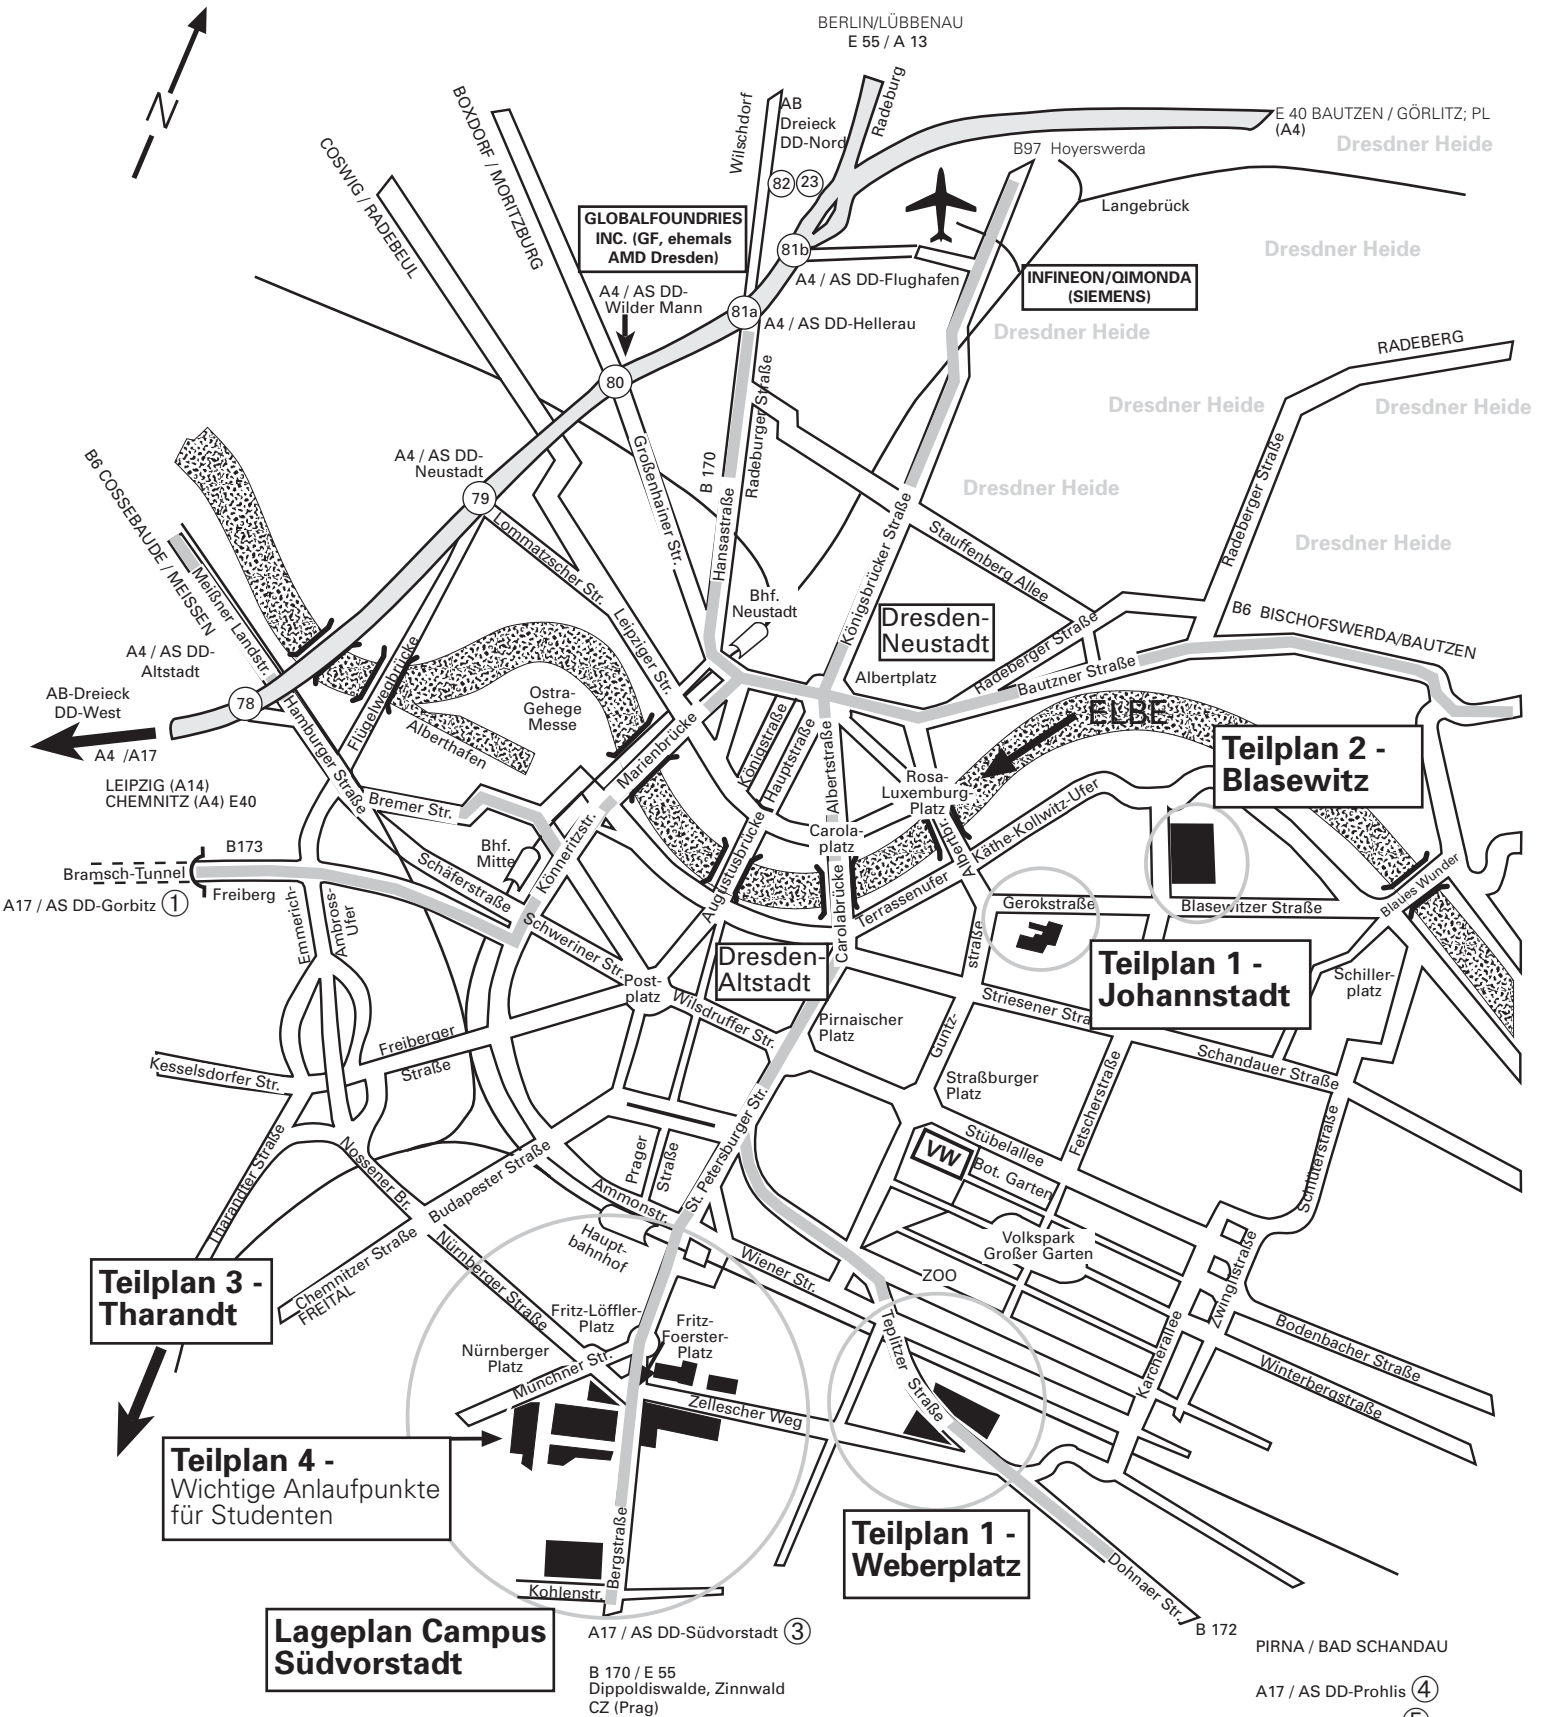 BERLIN/LÜBBENAU
E 55 / A 13
N
Radeburg
Wilschdorf
AB
Dreieck
DD-Nord
82
23
E 40 BAUTZEN / GÖRLITZ; PL
(A4)
Dresdner Heide
B97 Hoyerswerda
Langebrück
Dresdner Heide
BOXDORF / MORITZBURG
COSWIG / RADEBEUL
GLOBALFOUNDRIES
INC. (GF, ehemals
AMD Dresden)
81b
A4 / AS DD-Flughafen
INFINEON/QIMONDA
(SIEMENS)
A4 / AS DD-
Wilder Mann
81a
A4 / AS DD-Hellerau
Dresdner Heide
RADEBERG
80
Dresdner Heide
Dresdner Heide
Radeburger Straße
B 170
Großenhainer Str.
A4 / AS DD-
Neustadt
79
B6 COSSEBAUDE / MEISSEN
Hansastraße
Dresdner Heide
Radeberger Straße
Dresdner Heide
Königsbrücker Straße
Stauffenberg Allee
Lommatzscher Str.
Meißner Landstr.
Leipziger Str.
Bhf.
Neustadt
Dresden-
Neustadt
Radeberger Straße
B6 BISCHOFSWERDA/BAUTZEN
Bautzner Straße
Albertplatz
A4 / AS DD-
Altstadt
AB-Dreieck
DD-West
78
A4 /A17
LEIPZIG (A14)
CHEMNITZ (A4) E40
Flügelwegbrücke
Hamburger Straße
Ostra-
Gehege
Messe
Alberthafen
Marienbrücke
Königstraße
Hauptstraße
Albertstraße
ELBE
Teilplan 2 -
Blasewitz
Rosa-
Luxemburg-
Platz
Käthe-Kollwitz-Ufer
Bremer Str.
Carola-
platz
Albertbr.
Bhf.
Mitte
Könneritzstr.
Augustusbrücke
B173
Bramsch-Tunnel
Freiberg
A17 / AS DD-Gorbitz 1
Schäferstraße
Emmerich-
Ambross-
Ufer
Carolabrücke
Terrassenufer
Gerokstraße
Blasewitzer Straße
Blaues Wunder
straße
Schweriner Str.
Dresden-
Altstadt
Teilplan 1 -
Johannstadt
Schiller-
platz
Post-
platz
Wilsdruffer Str.
Pirnaischer
Platz
Güntz-
Striesener Stra
Schandauer Straße
Freiberger
Straße
Kesselsdorfer Str.
Straßburger
Platz
Fetscherstraße
Schlüterstraße
Tharandter Straße
Nossener Br.
Budapester Straße
Prager
Straße
St. Petersburger Str.
Stübelallee
VW
Bot. Garten
Ammonstr.
Haupt-
bahnhof
Volkspark
Großer Garten
Zwinglistraße
Chemnitzer Straße
FREITAL
Nürnberger Straße
Wiener Str.
ZOO
Teilplan 3 -
Tharandt
Fritz-Löffler-
Platz
Fritz-
Foerster-
Platz
Teplitzer
Straße
Karcherallee
Bodenbacher Straße
Winterbergstraße
Nürnberger
Platz
Münchner Str.
Zellescher Weg
Teilplan 4 -
Wichtige Anlaufpunkte
für Studenten
Teilplan 1 -
Weberplatz
Bergstraße
Kohlenstr.
Dohnaer Str.
B 172
Lageplan Campus
Südvorstadt
A17 / AS DD-Südvorstadt 3
B 170 / E 55
Dippoldiswalde, Zinnwald
CZ (Prag)
PIRNA / BAD SCHANDAU
A17 / AS DD-Prohlis 4